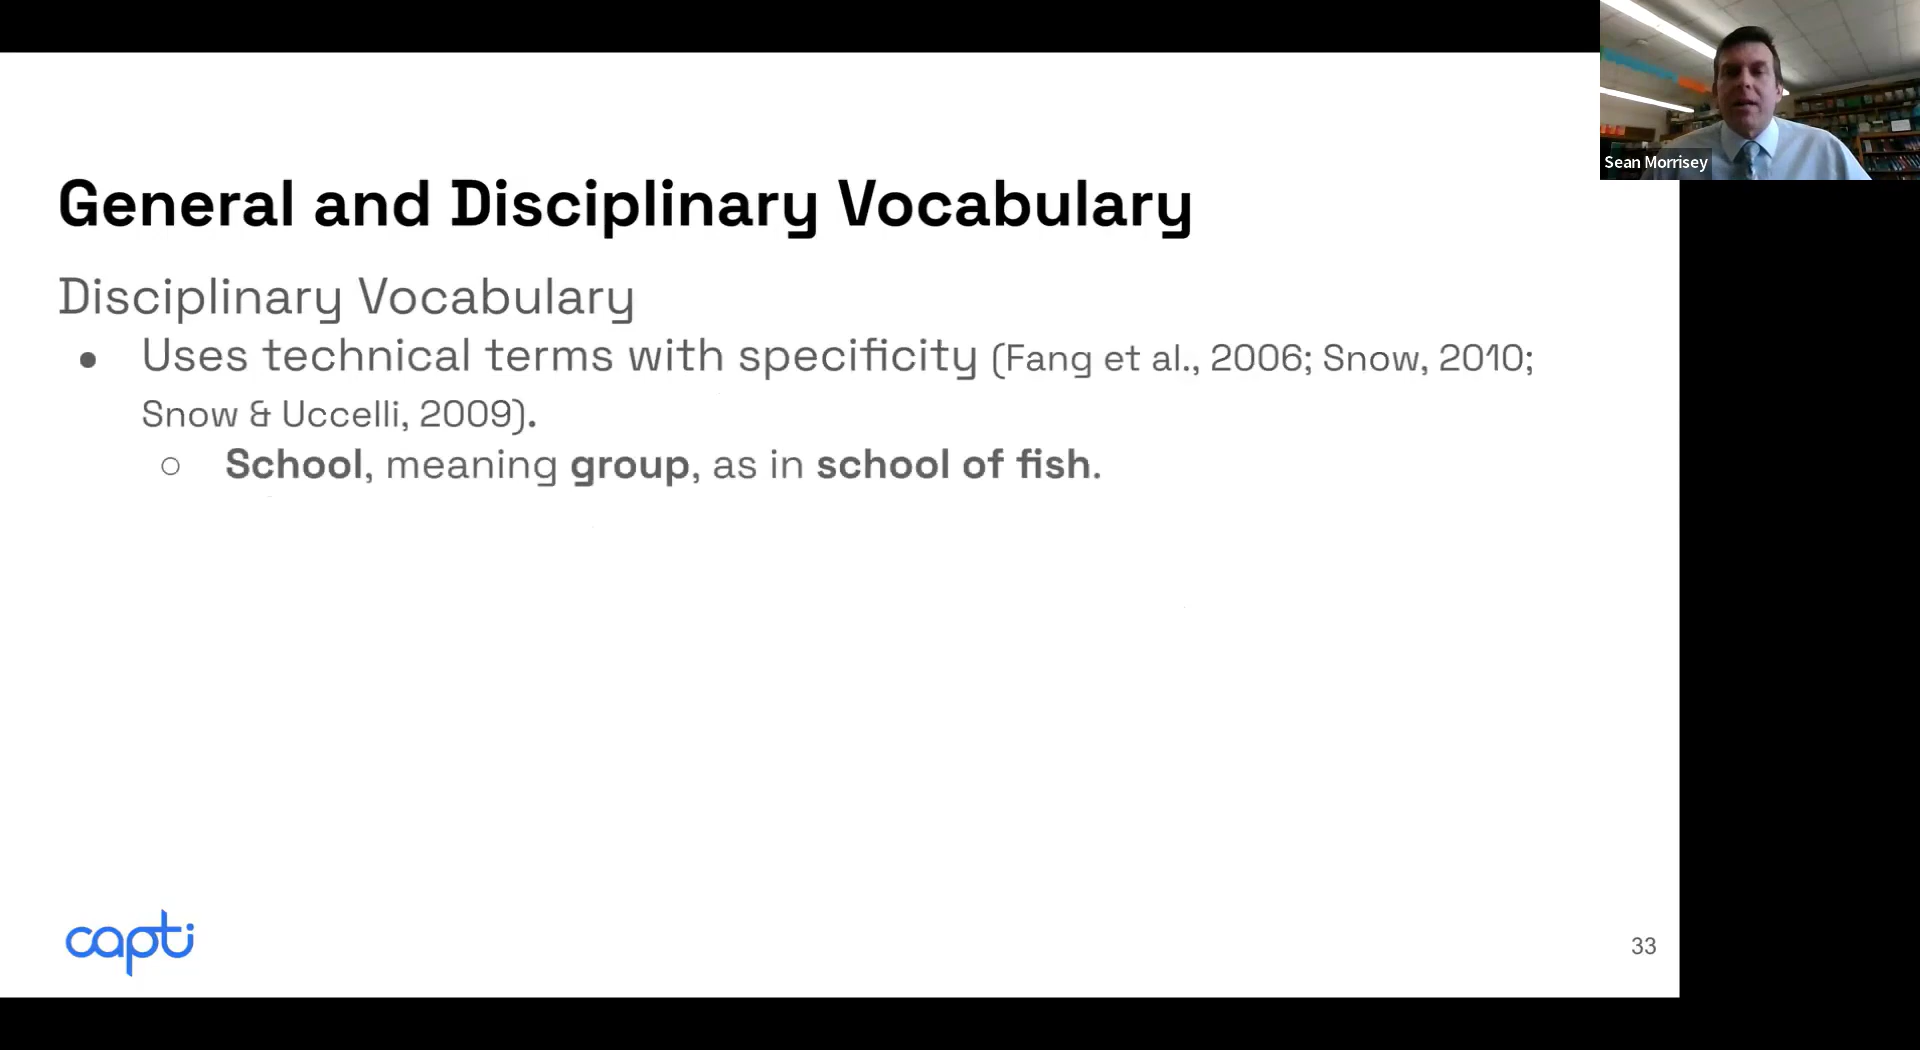 Sean Morrisey
General and Disciplinary Vocabulary
Disciplinary Vocabulary
● Uses technical terms with specificity (Fang et al., 2006; Snow, 2010;
Snow & Uccelli, 2009).
○ School, meaning group, as in school of fish.
capti
33